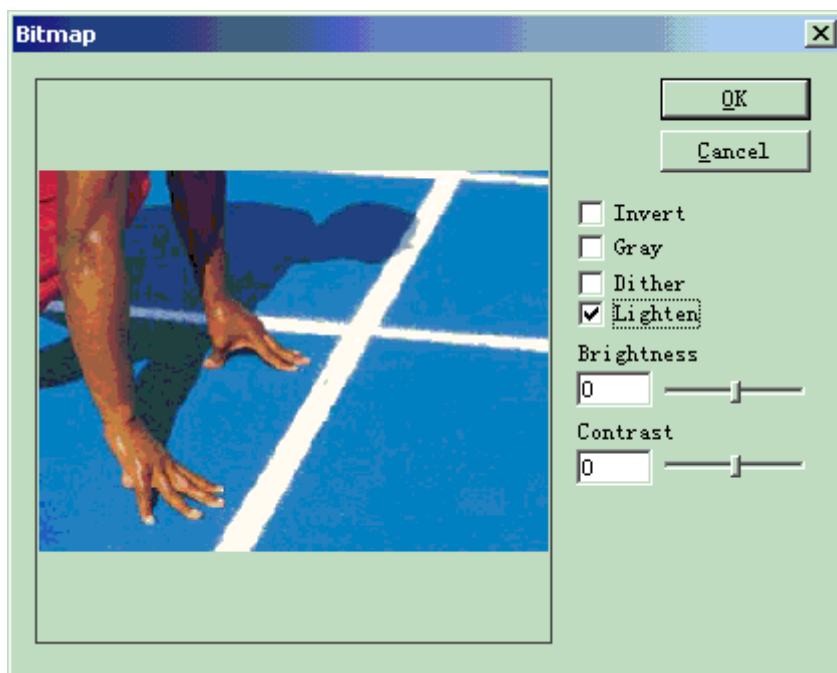 Bitmap
OK
Cancel
Invert
Gray
Dither
Lighten
Brightness
0
Contrast
0